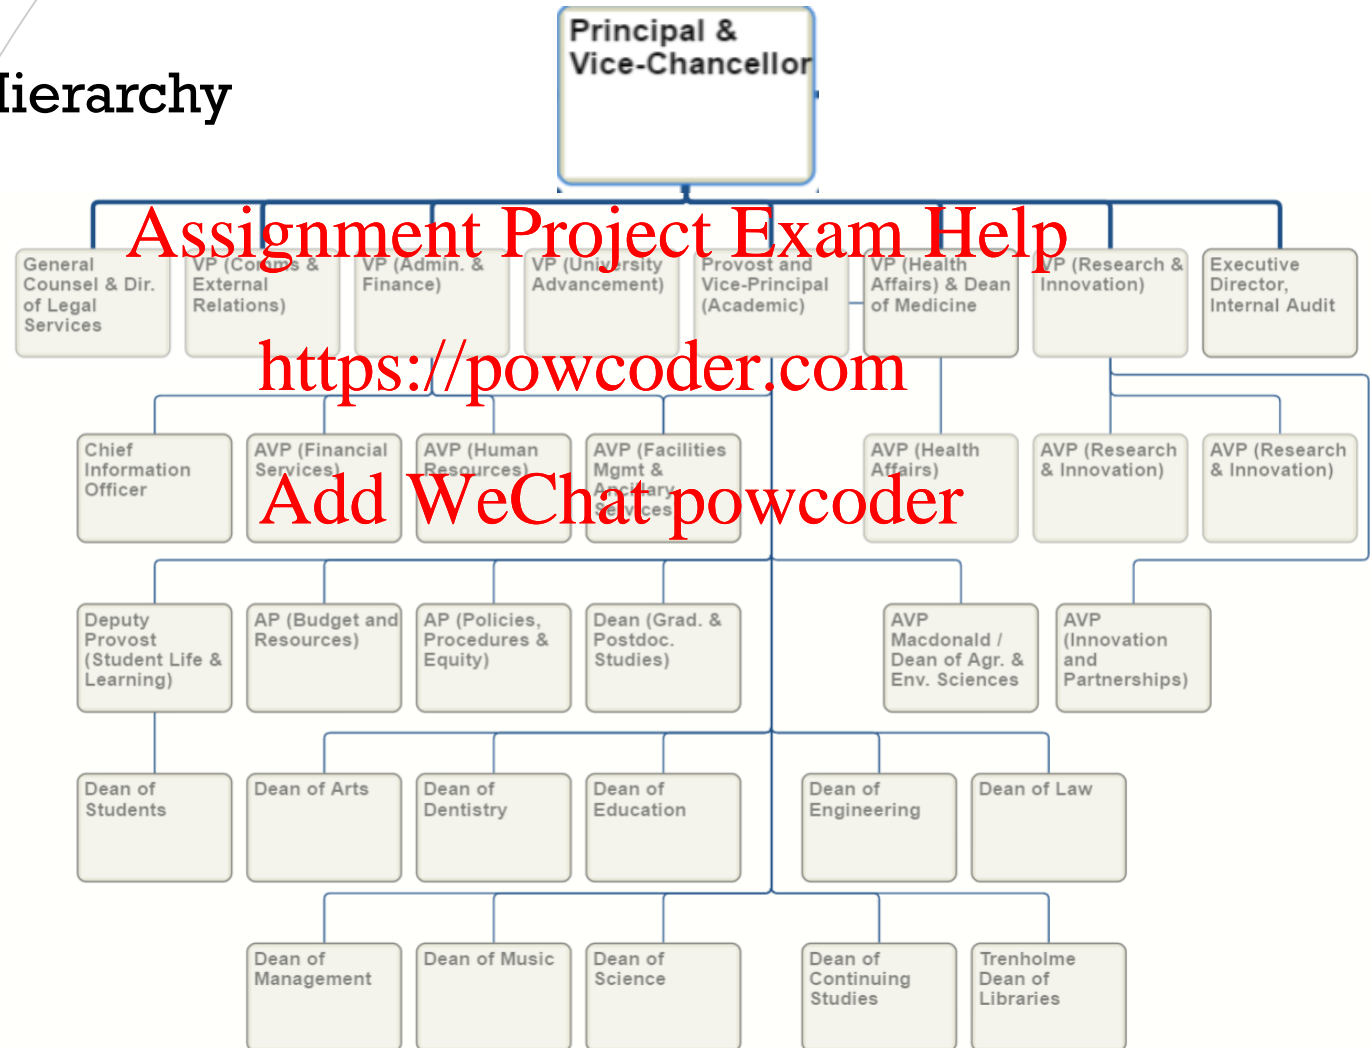 Principal &
Vice-Chancellor
Hierarchy
Assignment Project Exam Help
General
Counsel & Dir.
of Legal
Services
VP (Comms &
External
Relations)
VP (Admin. &
Finance)
VP (University
Advancement)
Provost and
Vice-Principal
(Academic)
VP (Health
Affairs) & Dean
of Medicine
VP (Research &
Innovation)
Executive
Director,
Internal Audit
https://powcoder.com
Chief
Information
Officer
AVP (Financial
Services)
AVP (Human
Resources)
AVP (Facilities
Mgmt &
Ancillary
Services
AVP (Health
Affairs)
AVP (Research
& Innovation)
AVP (Research
& Innovation)
Add WeChat powcoder
Deputy
Provost
(Student Life &
Learning)
AP (Budget and
Resources)
AP (Policies,
Procedures &
Equity)
Dean (Grad. &
Postdoc.
Studies)
AVP
Macdonald /
Dean of Agr. &
Env. Sciences
AVP
(Innovation
and
Partnerships)
Dean of
Students
Dean of Arts
Dean of
Dentistry
Dean of
Education
Dean of
Engineering
Dean of Law
Dean of
Management
Dean of Music
Dean of
Science
Dean of
Continuing
Studies
Trenholme
Dean of
Libraries